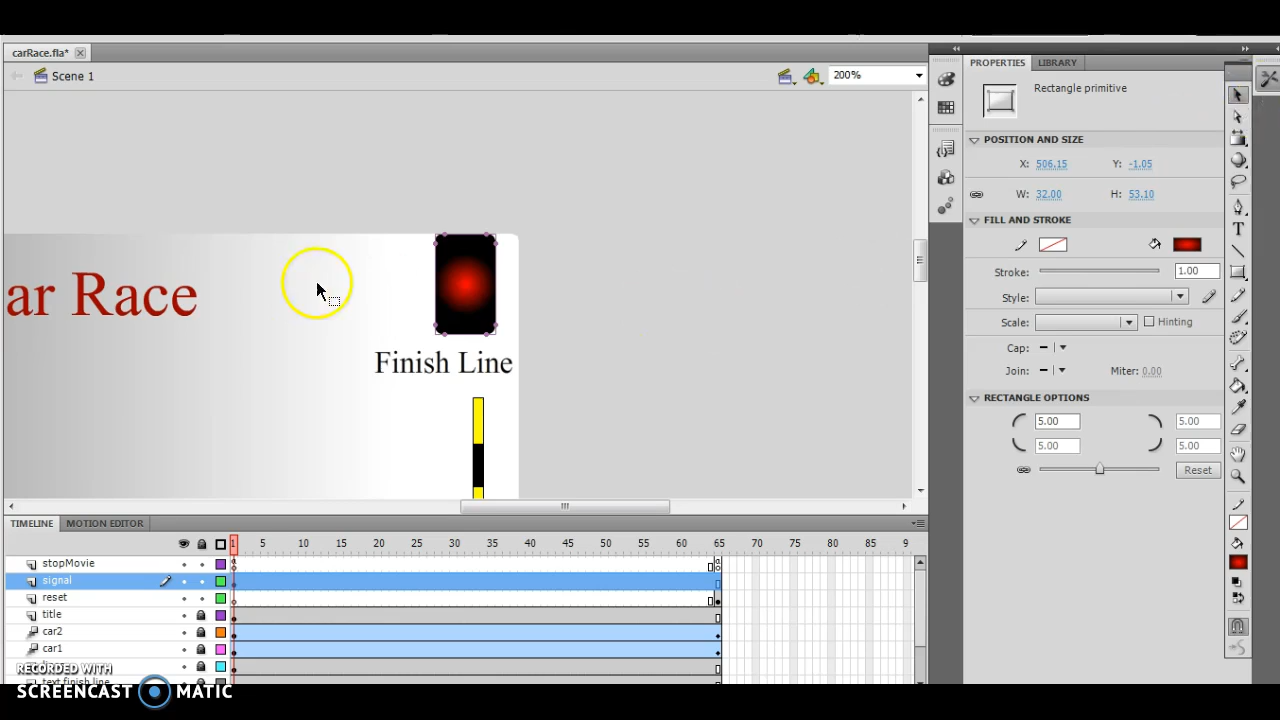 carRace.fla*
Scene 1
200%
PROPERTIES
LIBRARY
Rectangle primitive
POSITION AND SIZE
X: 506.15
Y: -1.05
W: 32.00
H: 53.10
FILL AND STROKE
Stroke:
1.00
Style:
Scale:
Hinting
Cap:
Join:
Miter: 0.00
RECTANGLE OPTIONS
5.00
5.00
5.00
5.00
Reset
ar Race
Finish Line
TIMELINE
MOTION EDITOR
1 5 10 15 20 25 30 35 40 45 50 55 60 65 70 75 80 85 9
stopMovie
signal
reset
title
car2
car1
text finish line
RECORDED WITH
SCREENCAST MATIC